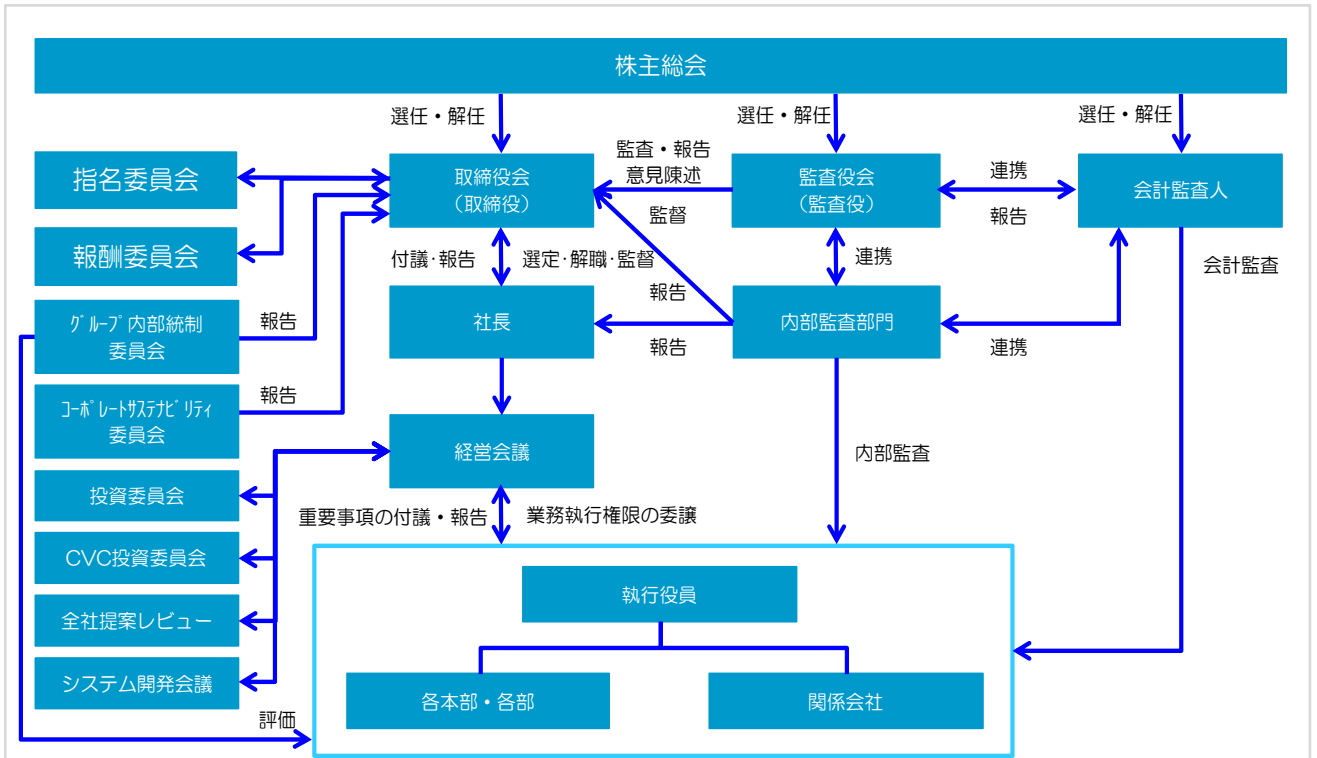 株主総会
選任・解任
選任・解任
選任・解任
指名委員会
取締役会
（取締役）
監査・報告
意見陳述
監督
監査役会
（監査役）
連携
報告
会計監査人
報酬委員会
付議・報告
選定・解職・監督
連携
会計監査
ｸﾞﾙｰﾌﾟ内部統制
委員会
報告
社長
報告
報告
内部監査部門
連携
ｺｰﾎﾟﾚｰﾄｻｽﾃﾅﾋﾞﾘﾃｨ
委員会
報告
経営会議
内部監査
投資委員会
重要事項の付議・報告
業務執行権限の委譲
CVC投資委員会
全社提案レビュー
システム開発会議
評価
執行役員
各本部・各部
関係会社